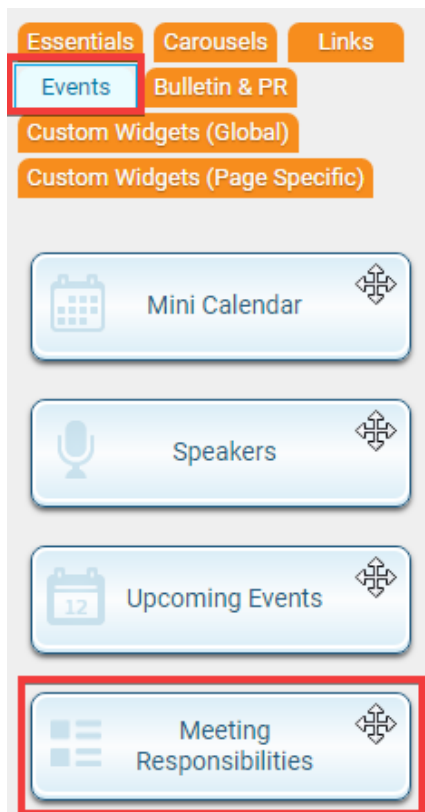 Essentials Carousels Links
Events Bulletin & PR
Custom Widgets (Global)
Custom Widgets (Page Specific)
Mini Calendar
Speakers
12
Upcoming Events
Meeting
Responsibilities